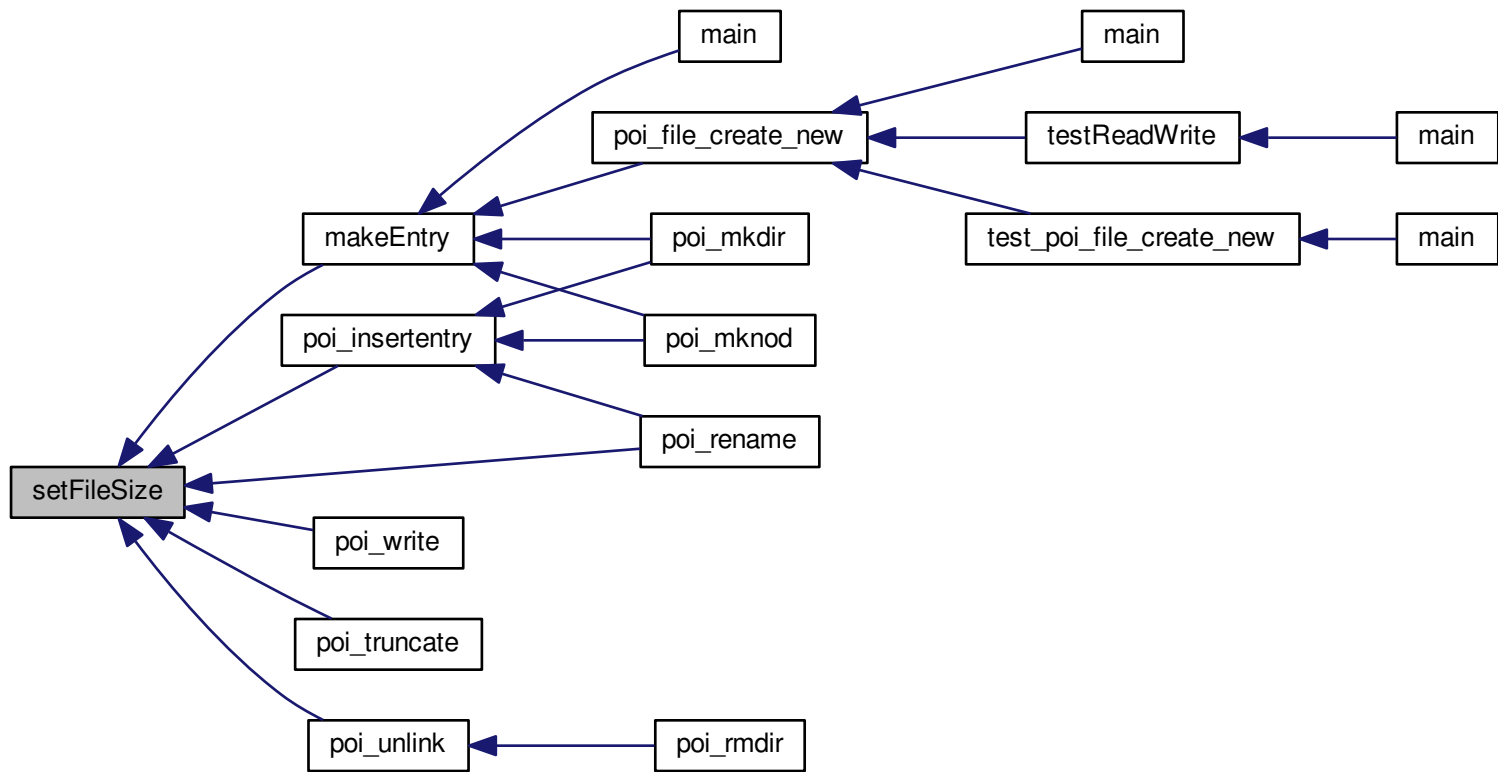 main
main
poi_file_create_new
testReadWrite
main
makeEntry
poi_mkdir
test_poi_file_create_new
main
poi_insertentry
poi_mknod
poi_rename
setFileSize
poi_write
poi_truncate
poi_unlink
poi_rmdir